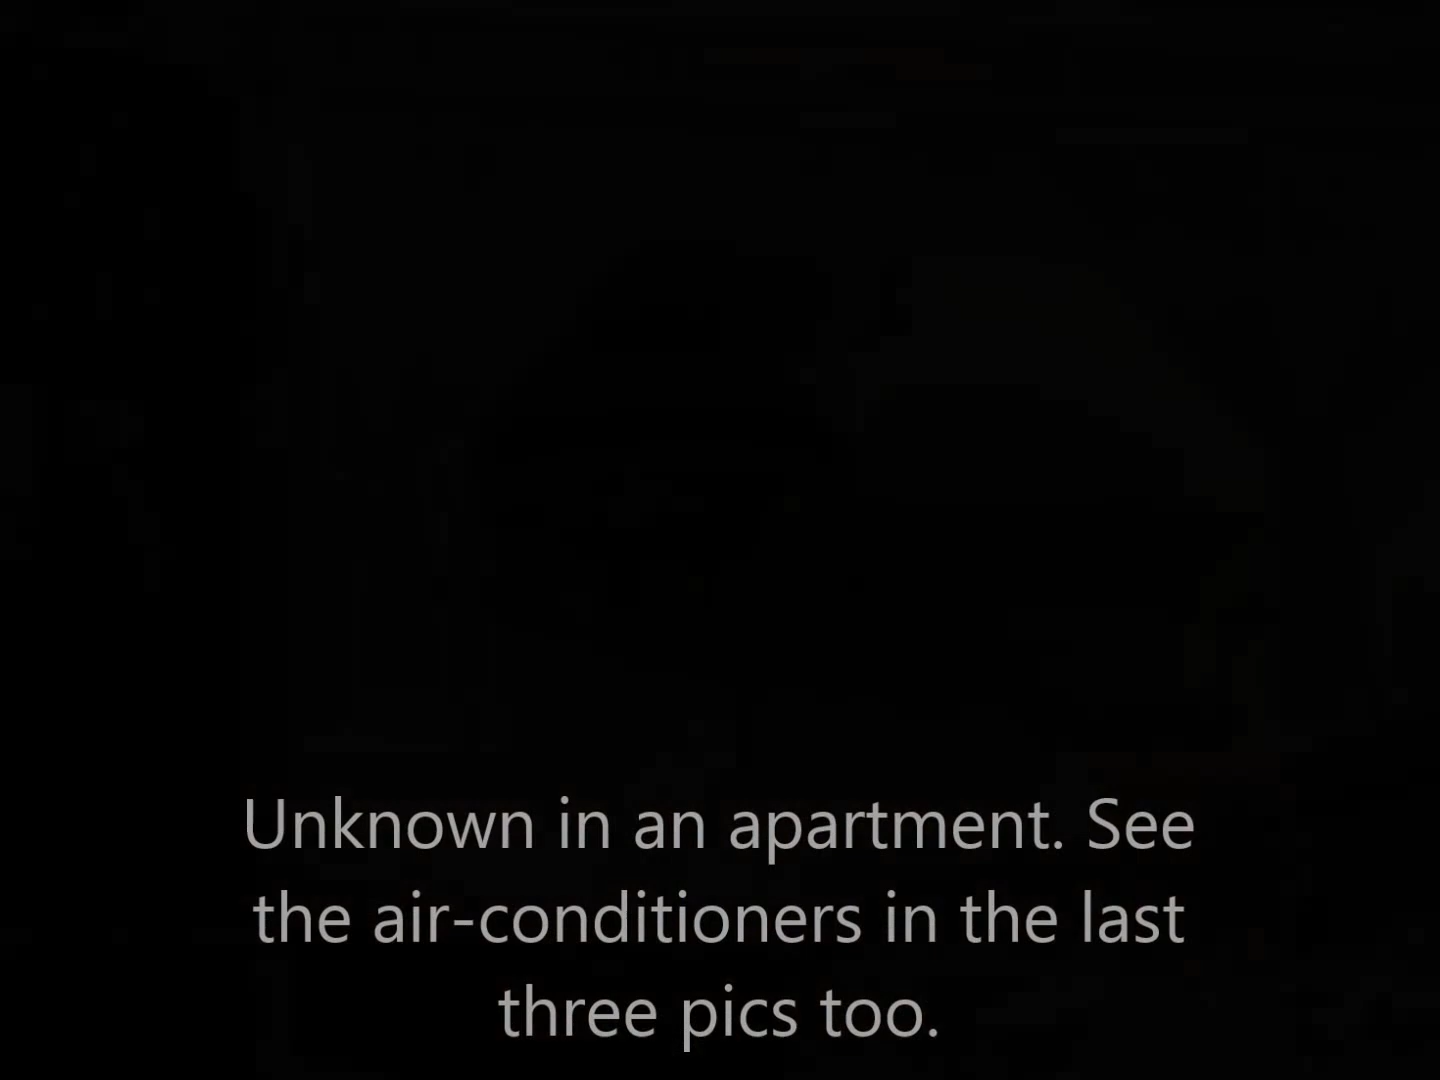 Unknown in an apartment. See
the air-conditioners in the last
three pics too.